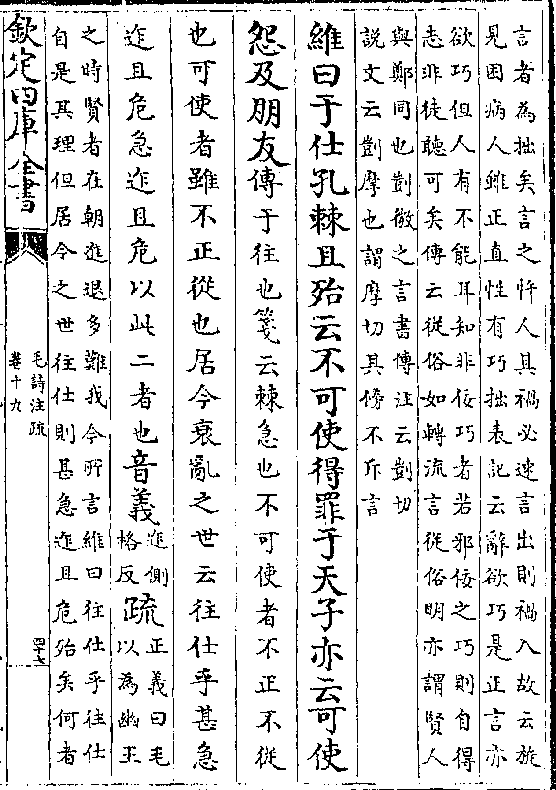 言者為拙矣言之忤人其禍必速言出則禍入故云旋
見困病人雖正直性有巧拙表記云辭欲巧是正言亦
欲巧但人有不能耳知非佞巧者若邪佞之巧則自得
志非徒聽可矣傳云從俗如轉流言從俗明亦謂賢人
與鄭同也剴微之言書傳注云剴切
說文云剴摩也謂摩切其傍不斥言
維曰于仕孔棘且殆云不可使得罪于天子亦云可使
怨及朋友傳于往也箋云棘急也不可使者不正不從
也可使者雖不正從也居今衰亂之世云往仕乎甚急
迮且危急迮且危以此二者也音義迮側
格反疏正義曰毛
以為幽王
之時賢者在朝進退多難我今所言維曰往仕乎往仕
自是其理但居今之世往仕則甚急迮且危殆矣何者
欽定四庫全書
毛詩注疏
卷十九
四十七